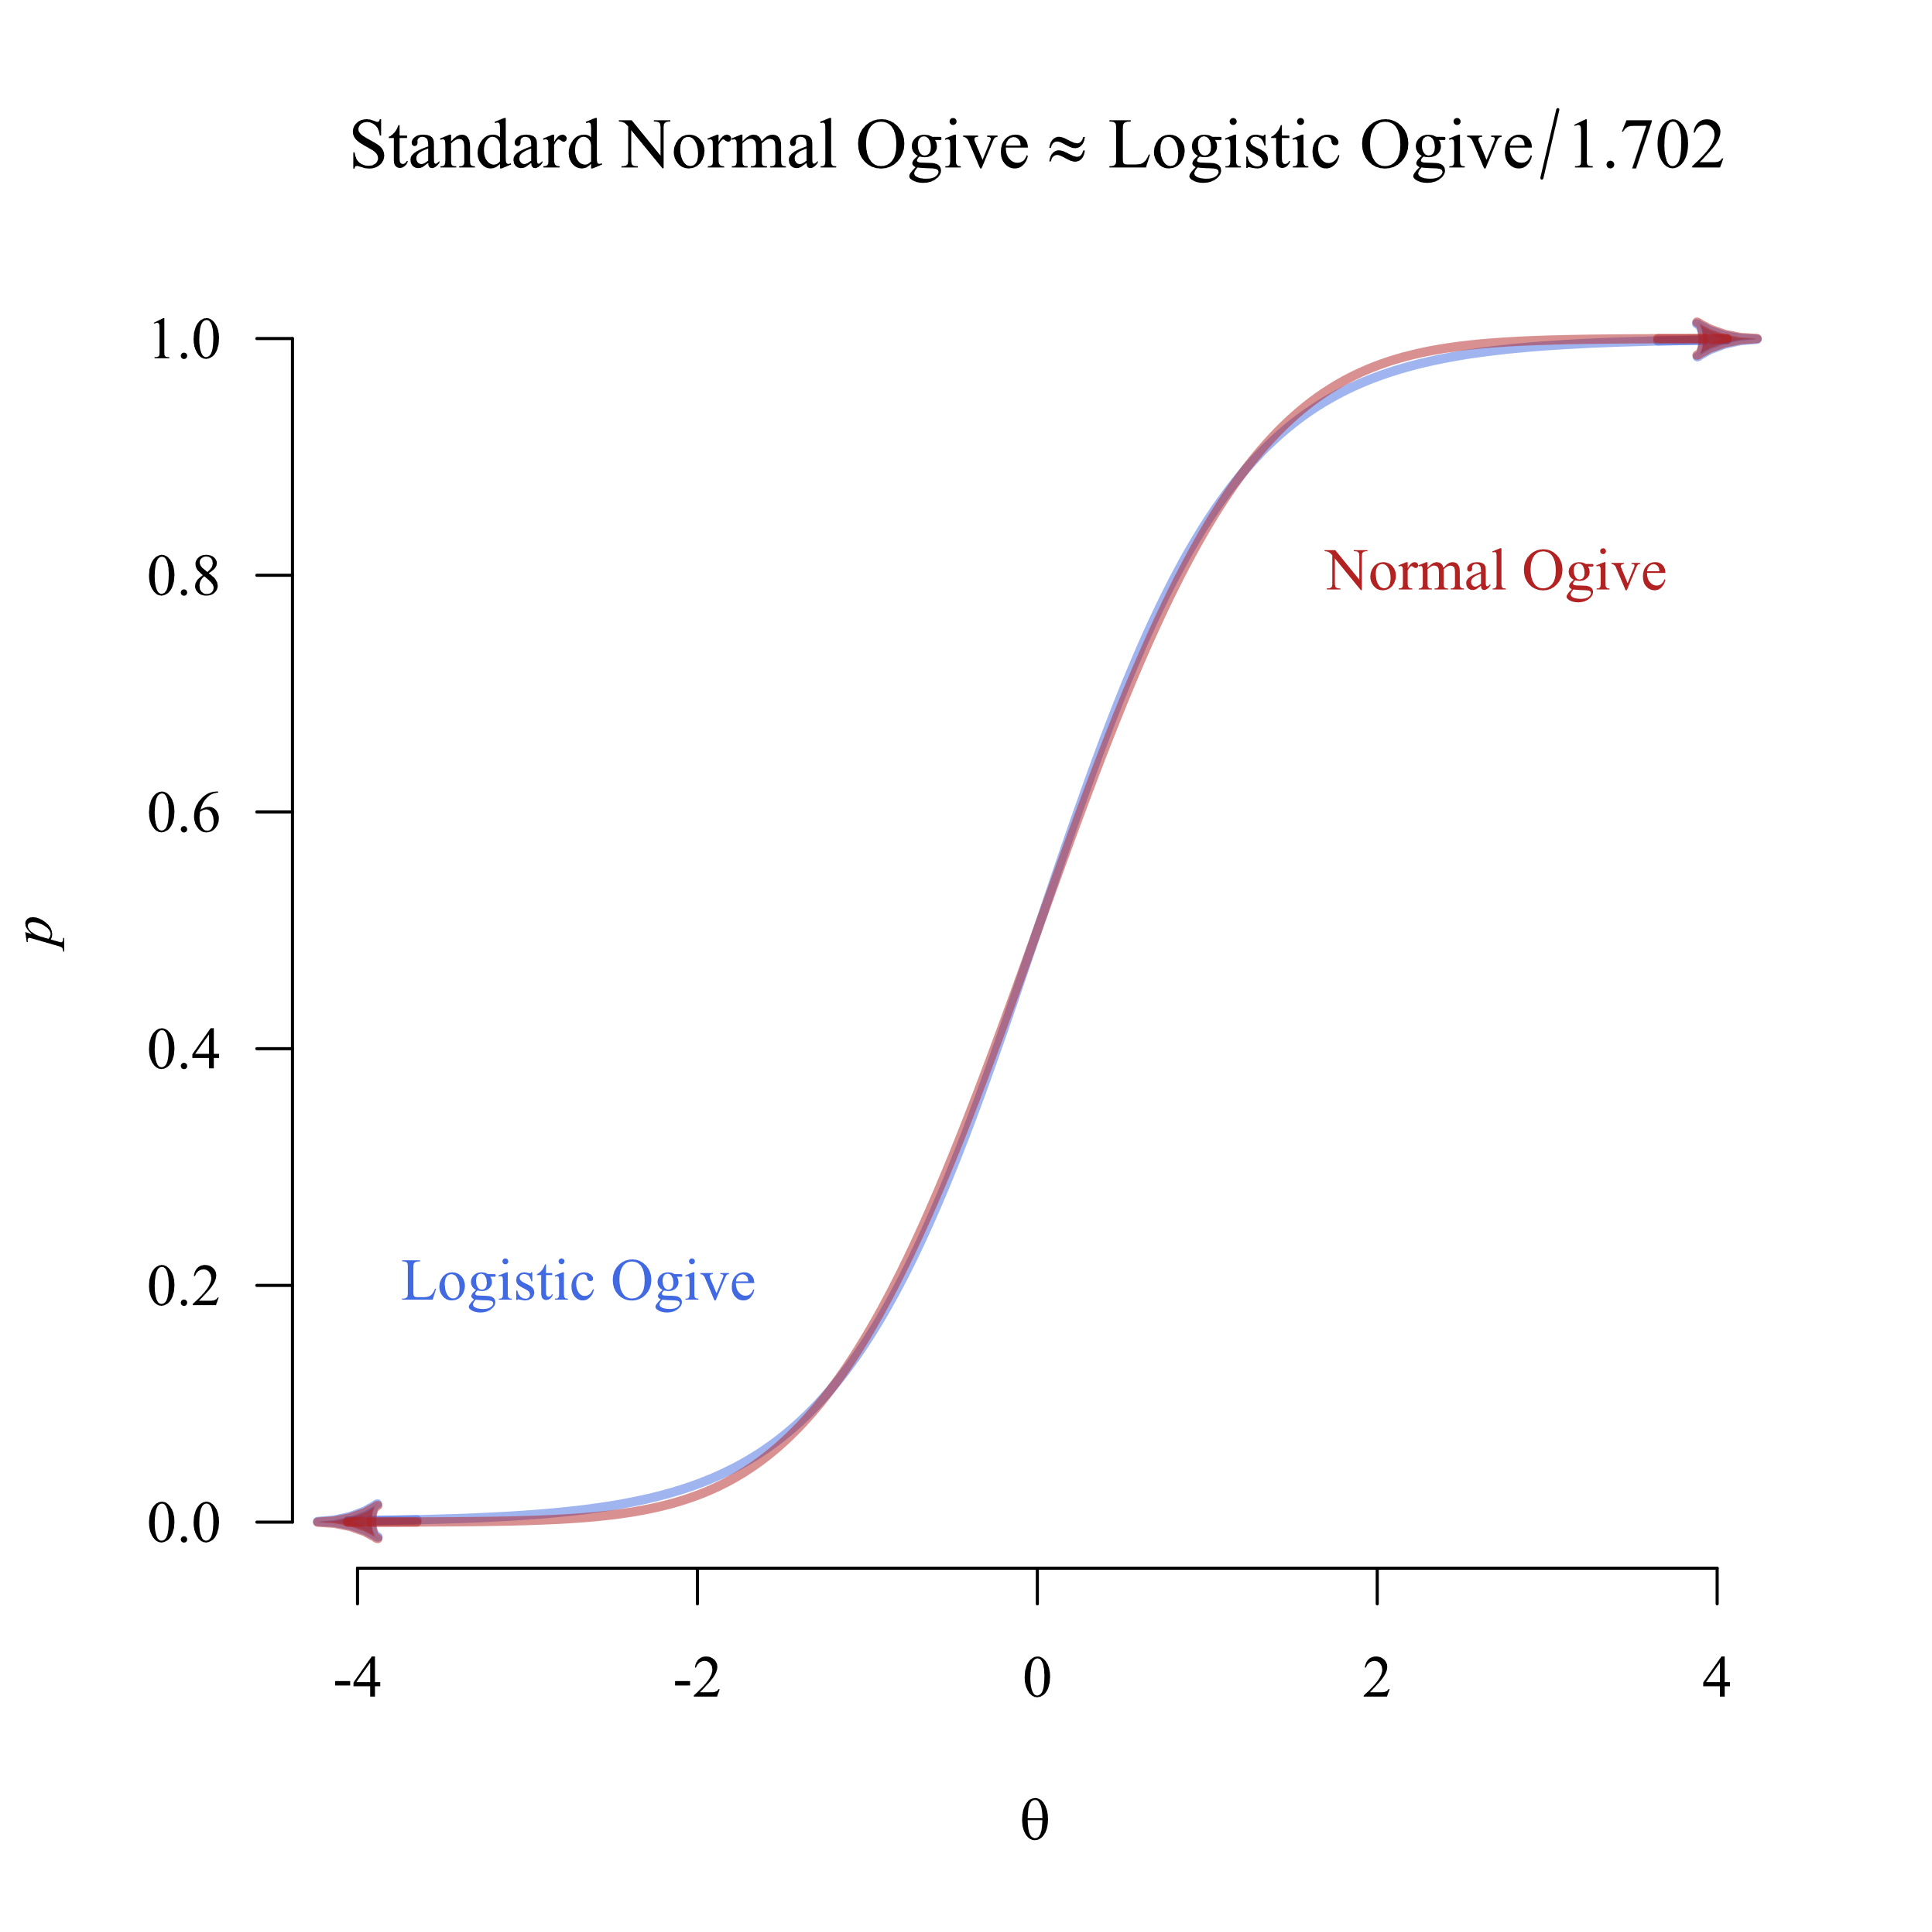 Standard Normal Ogive ≈ Logistic Ogive/1.702
1.0
0.8
Normal Ogive
0.6
p
0.4
0.2
Logistic Ogive
0.0
-4 -2 0 2 4
θ